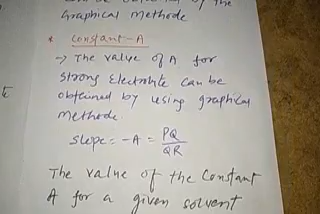 Graphical Methode
* Constant-A
→ The value of A for
Strong Electrolite can be
obtained by using graphical
methode.
Slope = -A = PQ/QR
The value of the constant
A for a given solvent